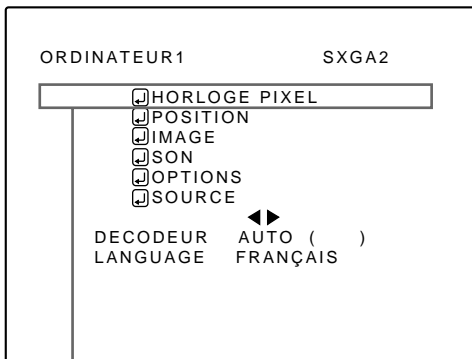 ORDINATEUR1 SXGA2
HORLOGE PIXEL
POSITION
IMAGE
SON
OPTIONS
SOURCE
DECODEUR AUTO ( )
LANGUAGE FRANÇAIS